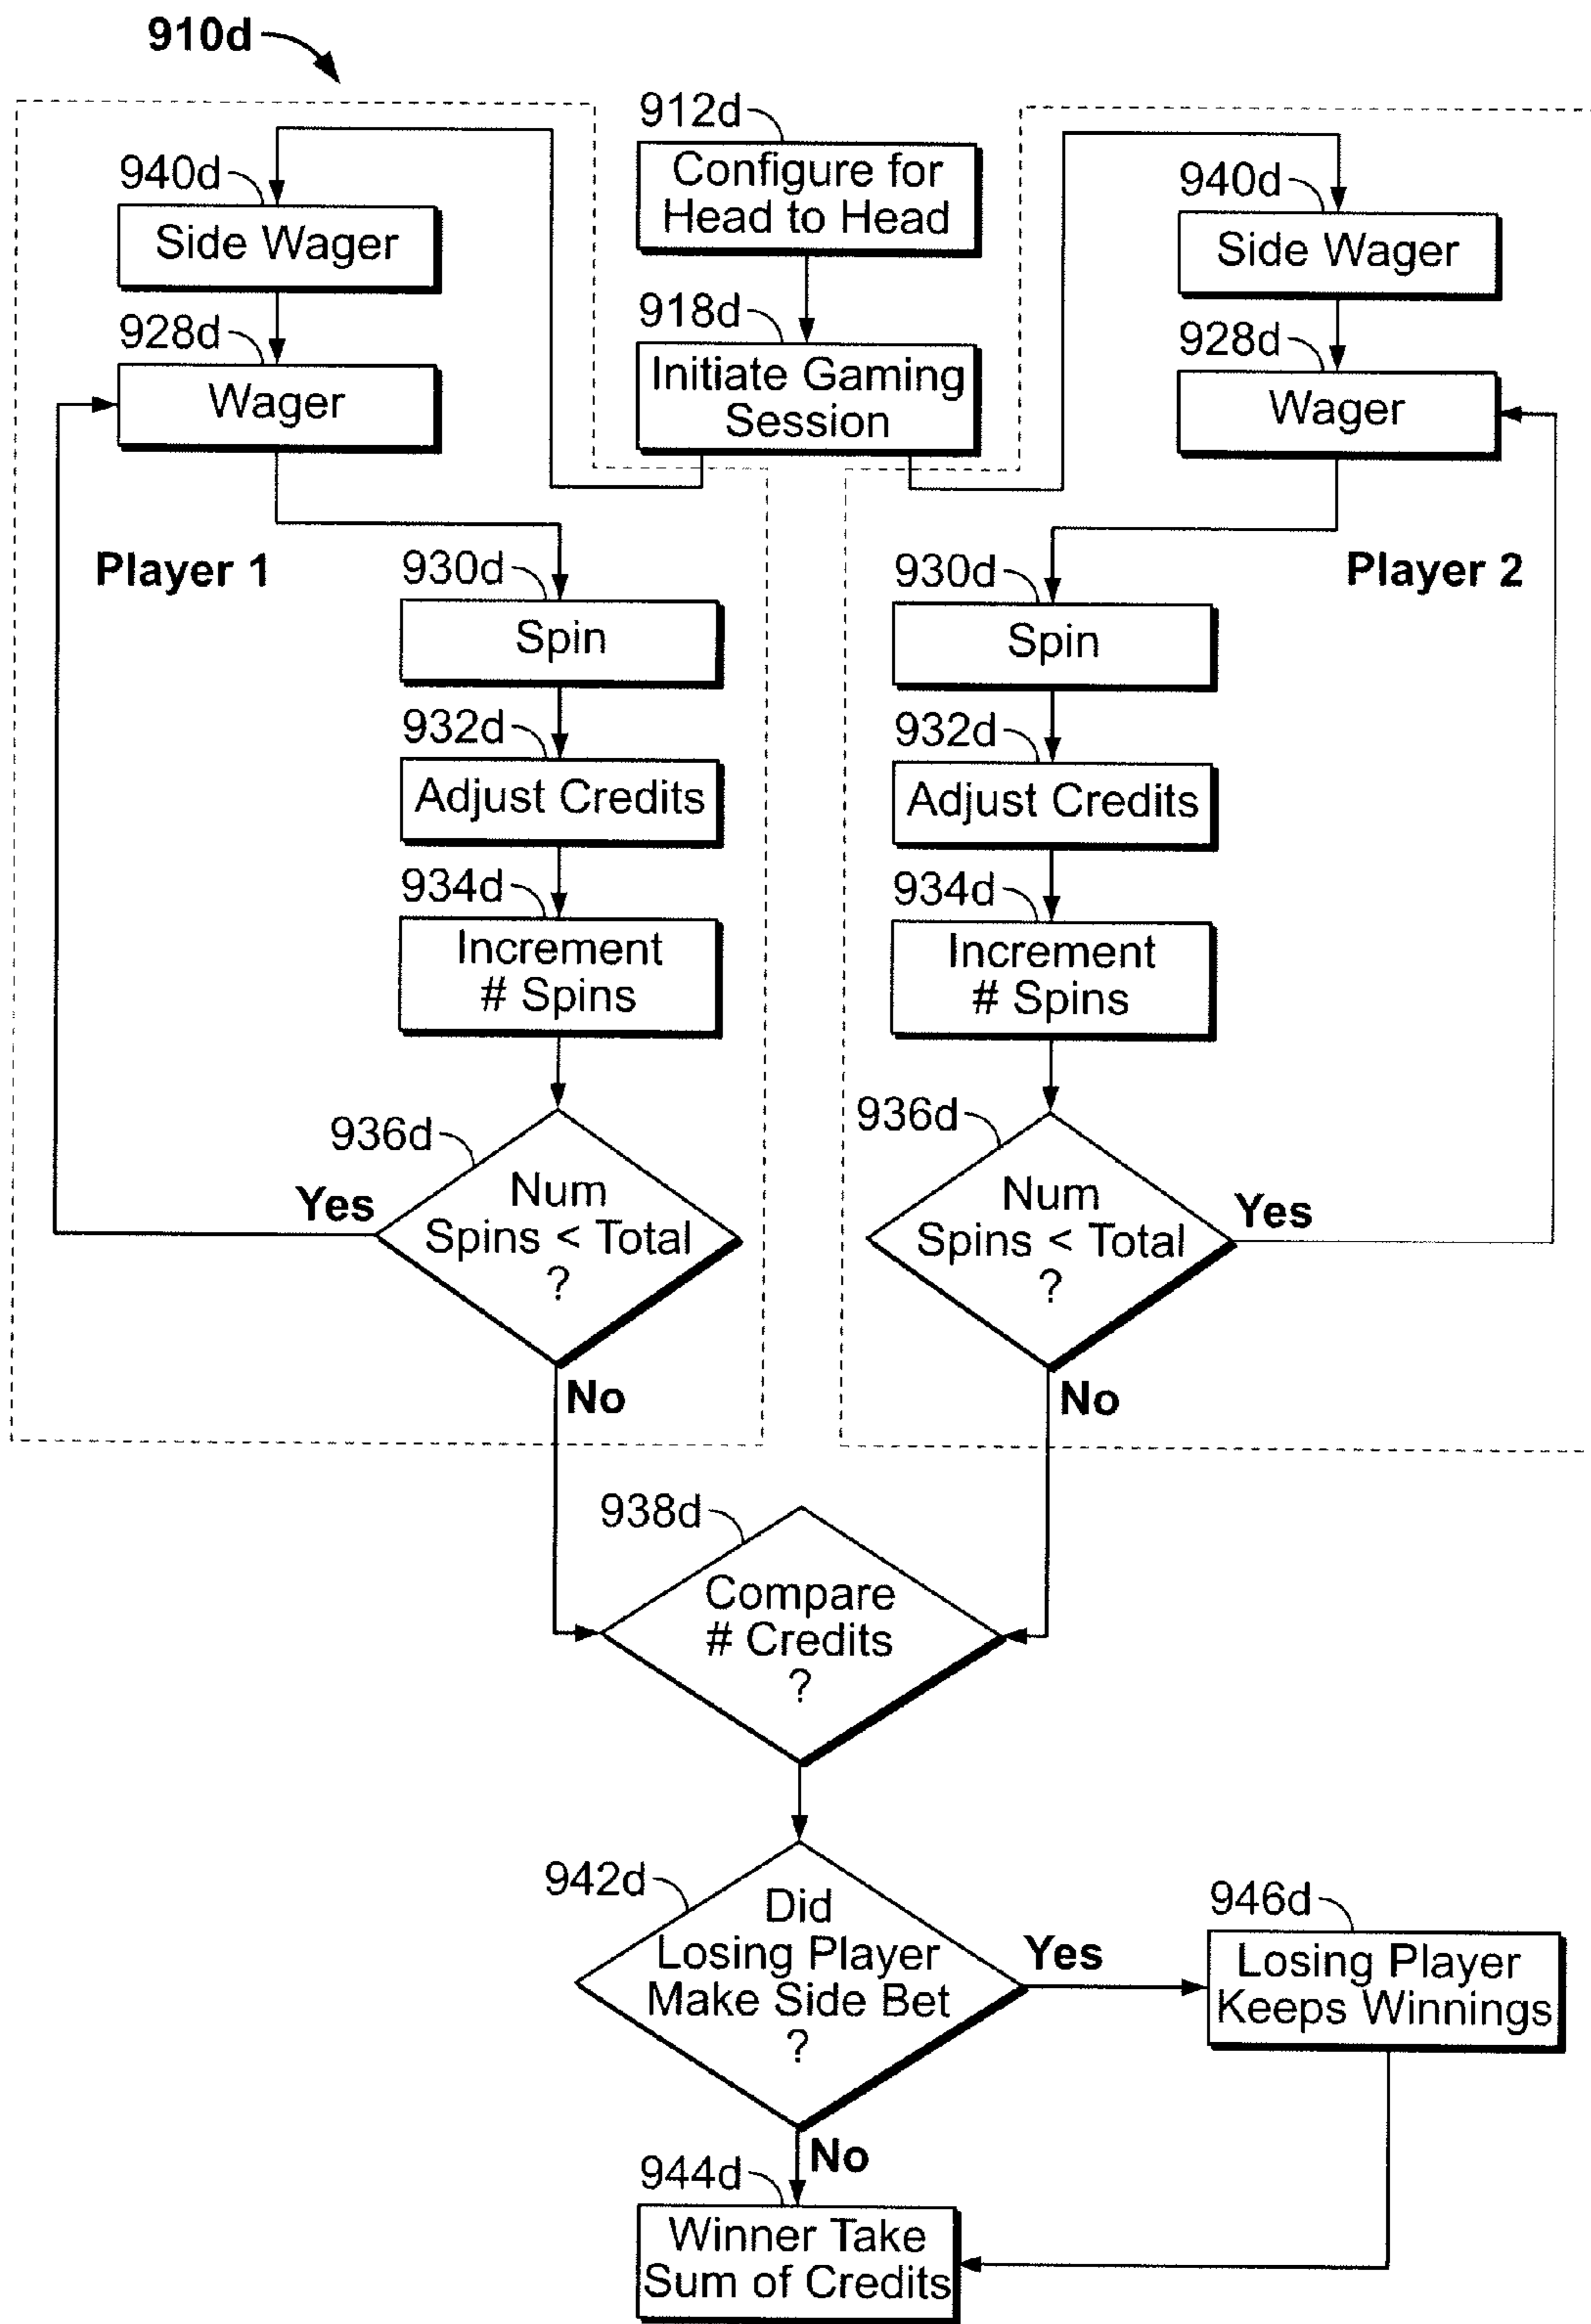 910d
912d
Configure for
Head to Head
918d
Initiate Gaming
Session
940d
Side Wager
928d
Wager
Player 1
930d
Spin
932d
Adjust Credits
934d
Increment
# Spins
936d
Num
Spins < Total
?
Yes
No
940d
Side Wager
928d
Wager
Player 2
930d
Spin
932d
Adjust Credits
934d
Increment
# Spins
936d
Num
Spins < Total
?
Yes
No
938d
Compare
# Credits
?
942d
Did
Losing Player
Make Side Bet
?
Yes
946d
Losing Player
Keeps Winnings
No
944d
Winner Take
Sum of Credits